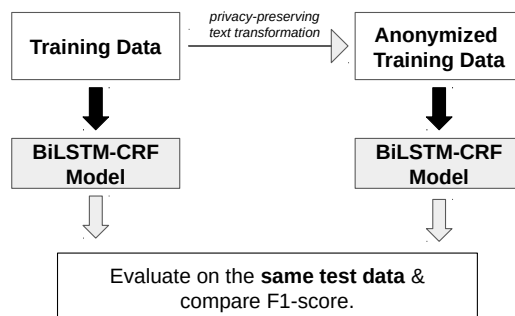 privacy-preserving
text transformation
Training Data
Anonymized
Training Data
BiLSTM-CRF
Model
BiLSTM-CRF
Model
Evaluate on the same test data &
compare F1-score.